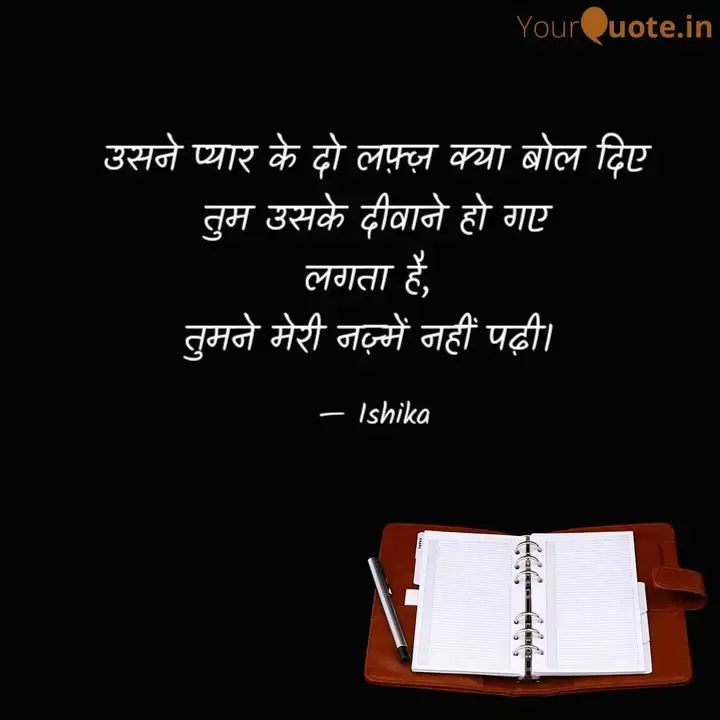 YourQuote.in
उसने प्यार के दो लफ़्ज़ क्या बोल दिए
तुम उसके दीवाने हो गए
लगता है,
तुमने मेरी नज़्में नहीं पढ़ी।
— Ishika